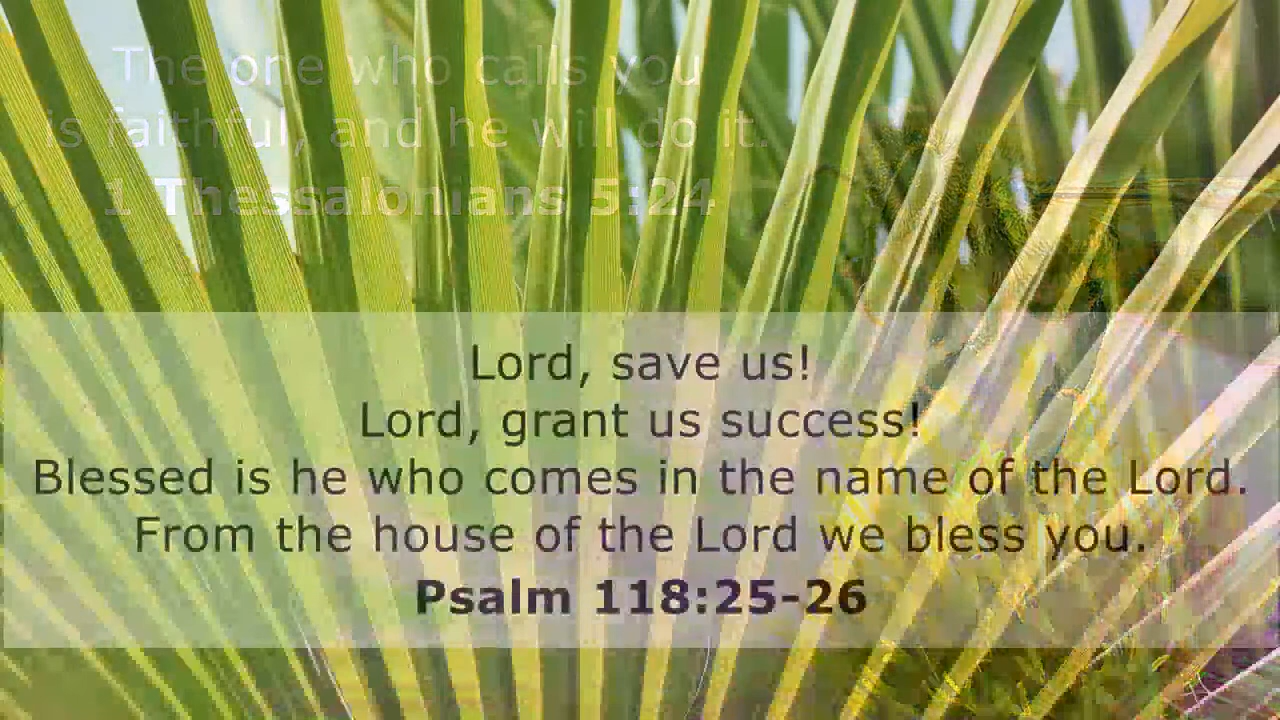 The one who calls you
is faithful, and he will do it.
1 Thessalonians 5:24
Lord, save us!
Lord, grant us success!
Blessed is he who comes in the name of the Lord.
From the house of the Lord we bless you.
Psalm 118:25-26